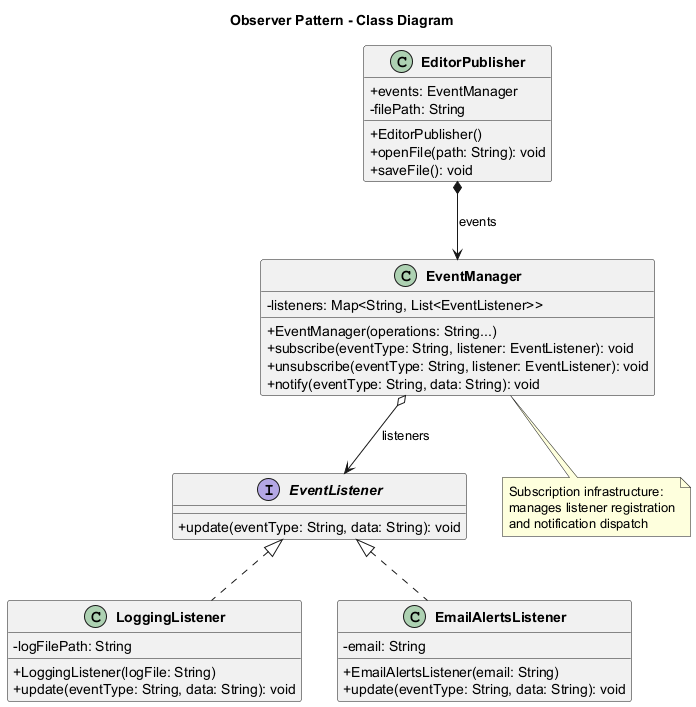 Observer Pattern - Class Diagram
C EditorPublisher
+events: EventManager
-filePath: String
+EditorPublisher()
+openFile(path: String): void
+saveFile(): void
events
C EventManager
-listeners: Map<String, List<EventListener>>
+EventManager(operations: String...)
+subscribe(eventType: String, listener: EventListener): void
+unsubscribe(eventType: String, listener: EventListener): void
+notify(eventType: String, data: String): void
listeners
I EventListener
+update(eventType: String, data: String): void
Subscription infrastructure:
manages listener registration
and notification dispatch
C LoggingListener
-logFilePath: String
+LoggingListener(logFile: String)
+update(eventType: String, data: String): void
C EmailAlertsListener
-email: String
+EmailAlertsListener(email: String)
+update(eventType: String, data: String): void